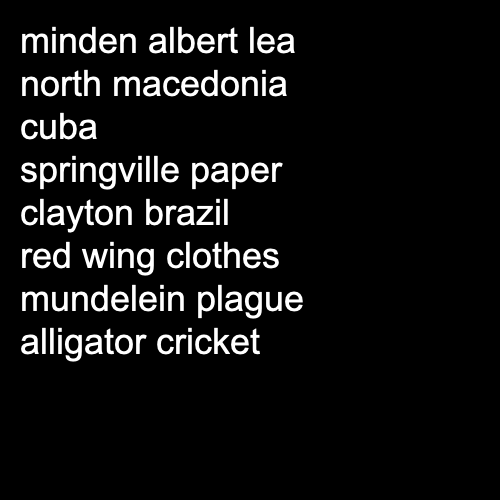 minden albert lea
north macedonia
cuba
springville paper
clayton brazil
red wing clothes
mundelein plague
alligator cricket